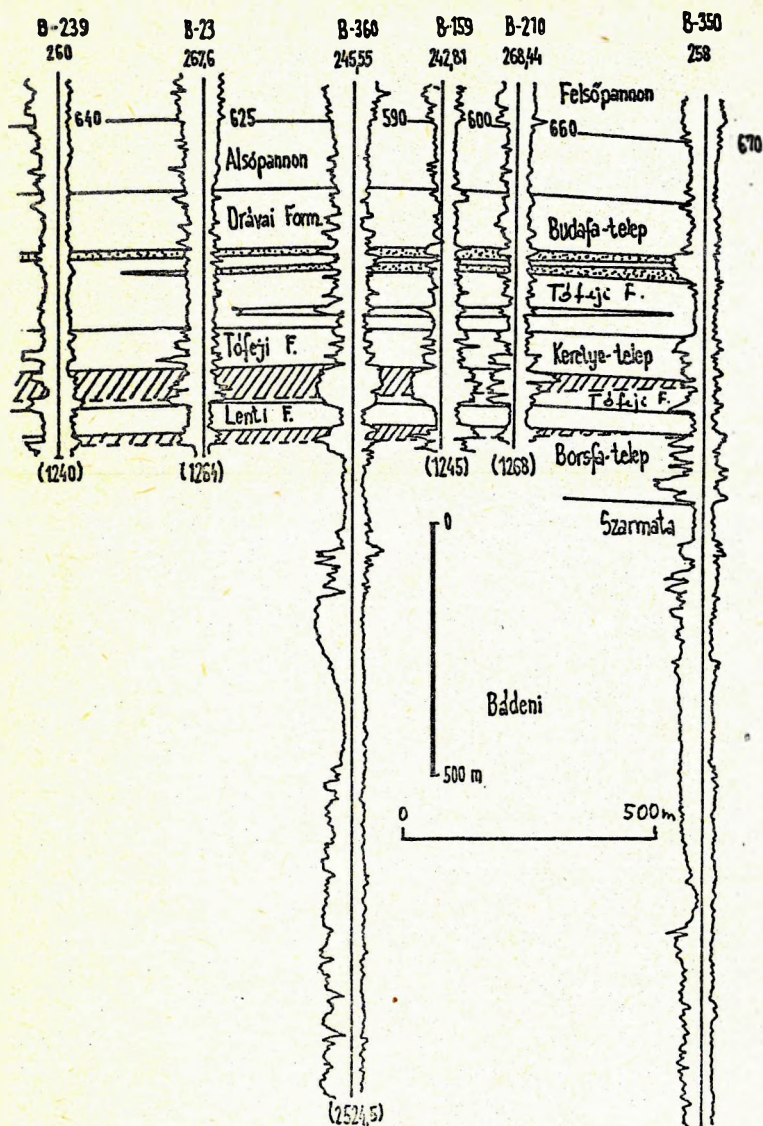 B-239 B-23 B-360 B-159 B-210 B-350
260 267,6 245,55 242,81 268,44 258
Felsőpannon
640 625 590 600 660 670
Alsópannon
Drávai Form. Budafa-telep
Tófeji F.
Tófeji F. Kerettye-telep
Lenti F. Tófeji F.
Borsfa-telep
(1240) (1264) (1245) (1268)
Szarmata
0
Bádeni
500 m
0 500m
(2524,5)